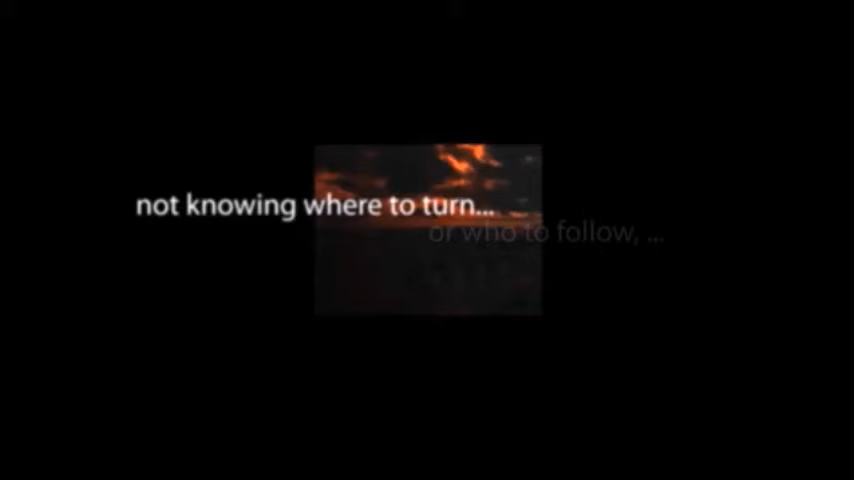 not knowing where to turn...
or who to follow, ...